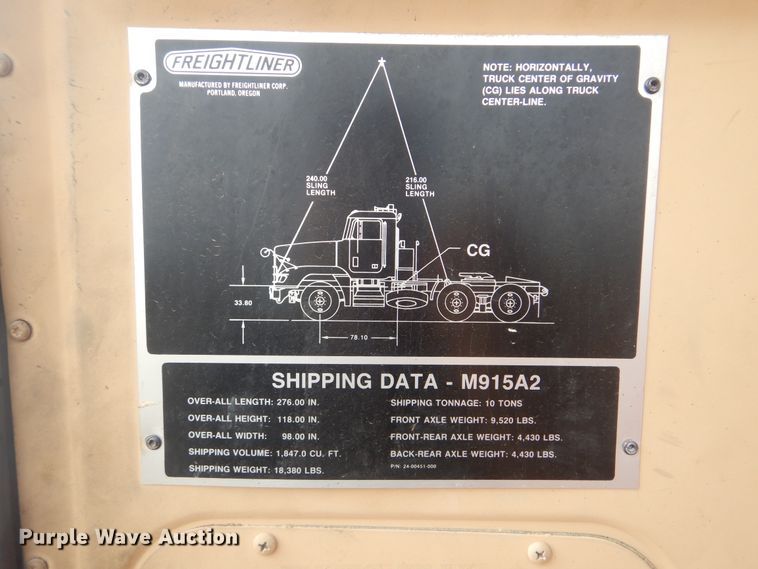 FREIGHTLINER
MANUFACTURED BY FREIGHTLINER CORP.
PORTLAND, OREGON
NOTE: HORIZONTALLY,
TRUCK CENTER OF GRAVITY
(CG) LIES ALONG TRUCK
CENTER-LINE.
240.00
SLING
LENGTH
216.00
SLING
LENGTH
CG
33.80
78.10
SHIPPING DATA - M915A2
OVER-ALL LENGTH: 276.00 IN.
OVER-ALL HEIGHT: 118.00 IN.
OVER-ALL WIDTH: 98.00 IN.
SHIPPING VOLUME: 1,847.0 CU. FT.
SHIPPING WEIGHT: 18,380 LBS.
SHIPPING TONNAGE: 10 TONS
FRONT AXLE WEIGHT: 9,520 LBS.
FRONT-REAR AXLE WEIGHT: 4,430 LBS.
BACK-REAR AXLE WEIGHT: 4,430 LBS.
P/N: 24-00451-000
Purple Wave Auction